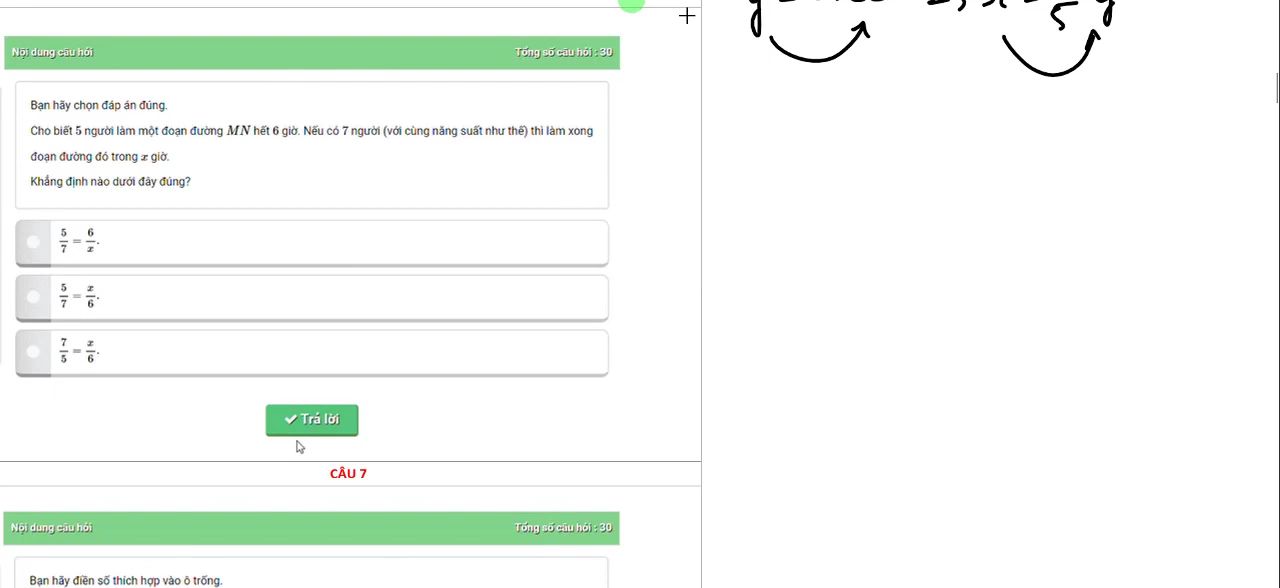 Nội dung câu hỏi
Tổng số câu hỏi : 30
Bạn hãy chọn đáp án đúng.
Cho biết 5 người làm một đoạn đường MN hết 6 giờ. Nếu có 7 người (với cùng năng suất như thế) thì làm xong
đoạn đường đó trong x giờ.
Khẳng định nào dưới đây đúng?
5/7 = 6/x.
5/7 = x/6.
7/5 = x/6.
Trả lời
CÂU 7
Nội dung câu hỏi
Tổng số câu hỏi : 30
Bạn hãy điền số thích hợp vào ô trống.